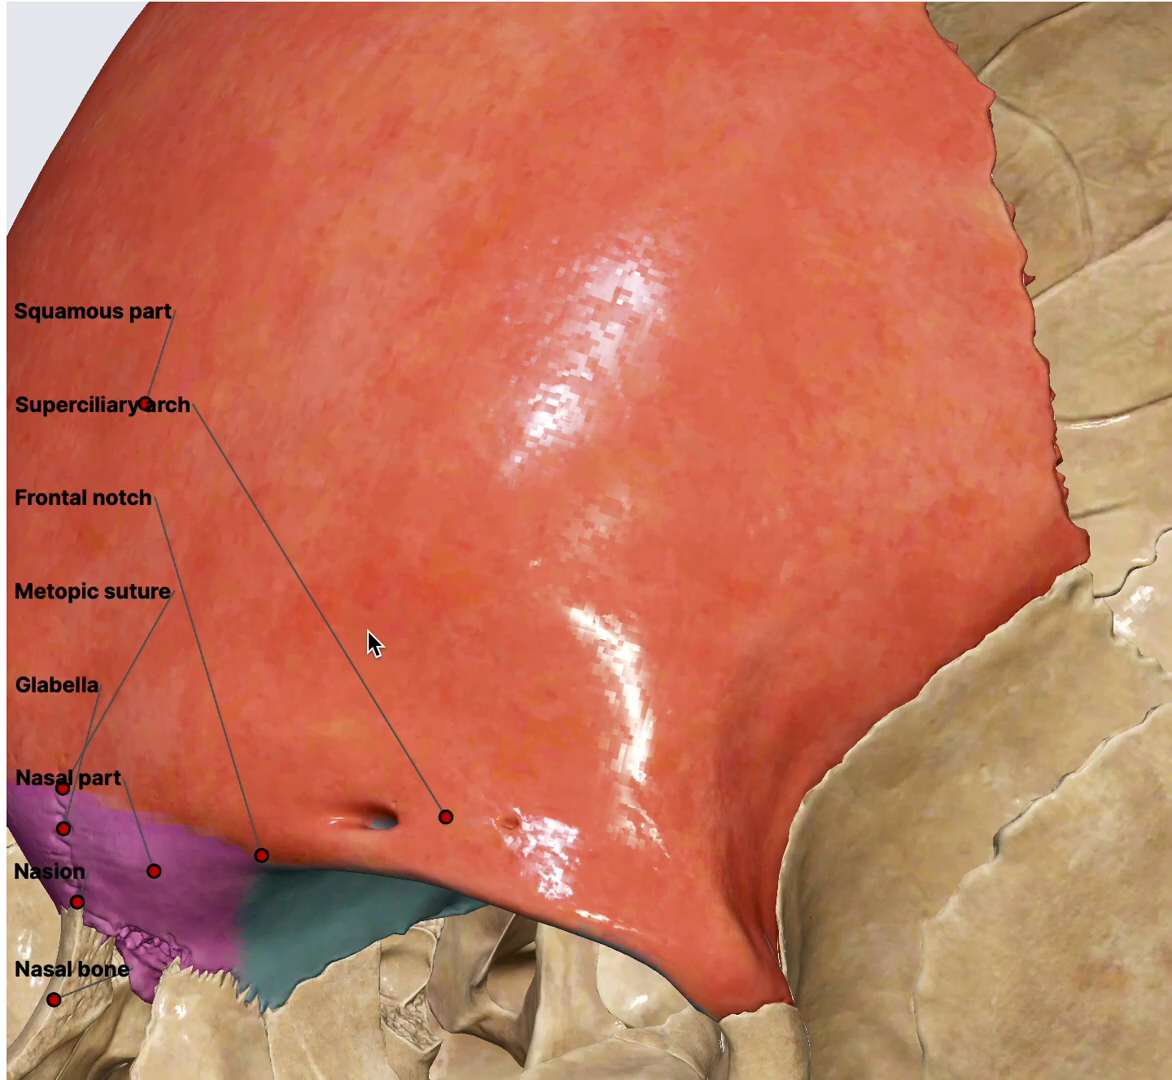 Squamous part
Superciliary arch
Frontal notch
Metopic suture
Glabella
Nasal part
Nasion
Nasal bone